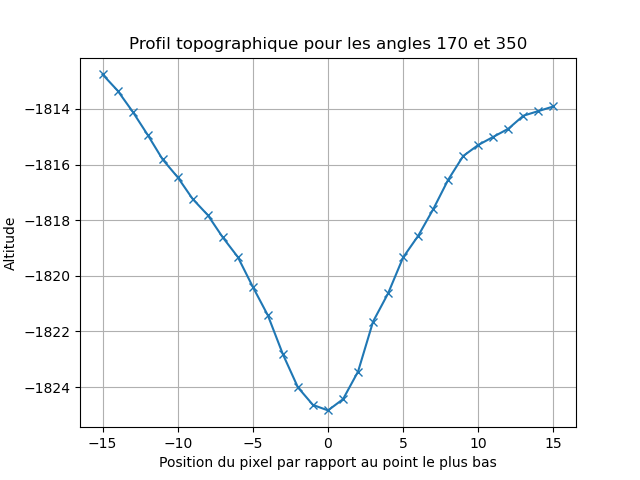 Profil topographique pour les angles 170 et 350
Altitude
−1814
−1816
−1818
−1820
−1822
−1824
−15 −10 −5 0 5 10 15
Position du pixel par rapport au point le plus bas